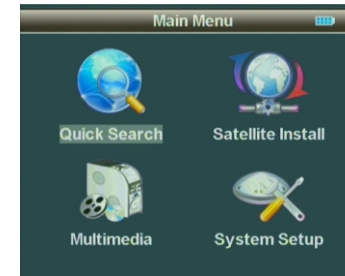 Main Menu
Quick Search
Satellite Install
Multimedia
System Setup